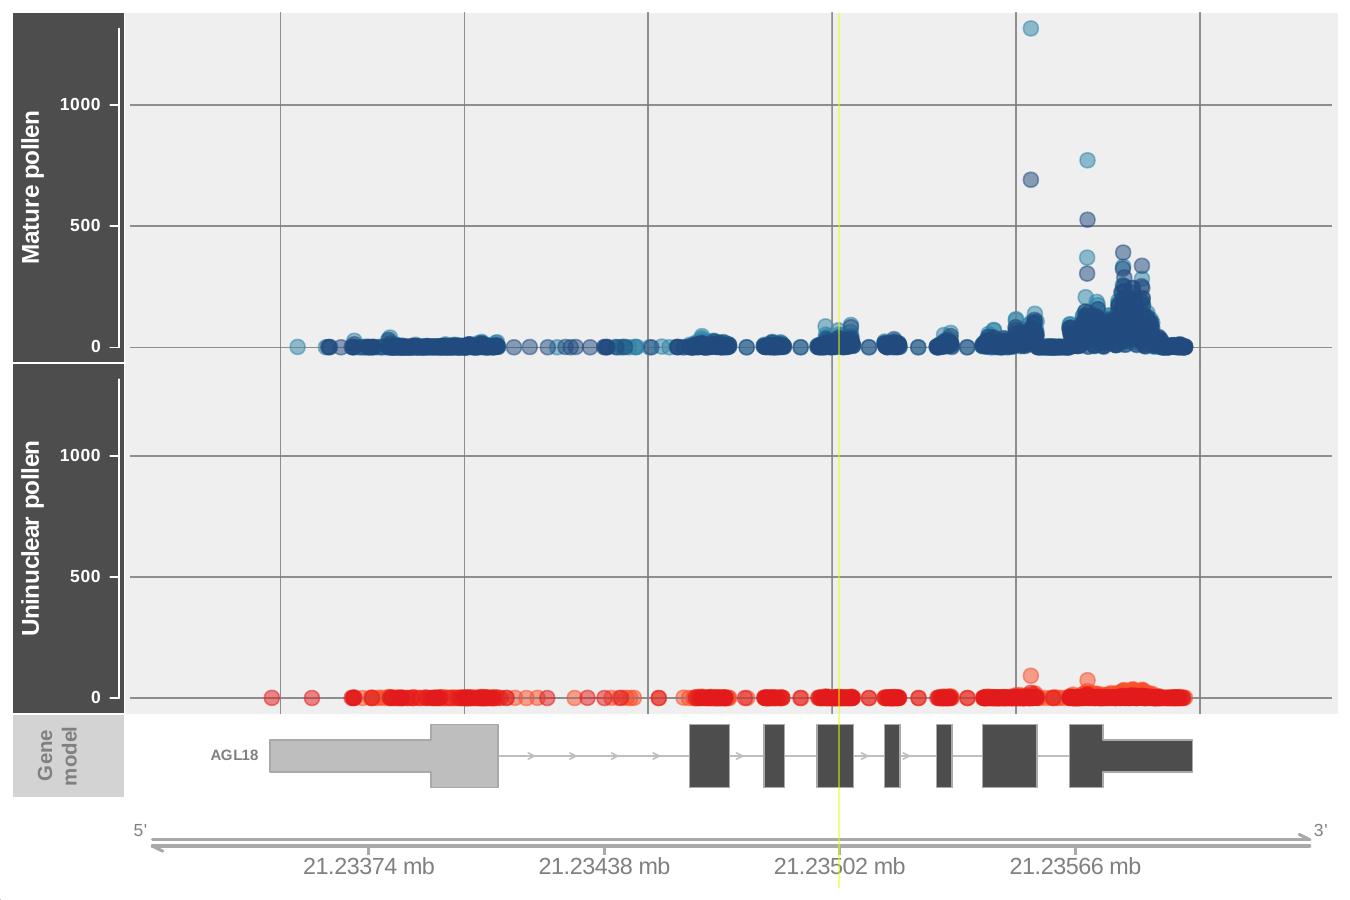 Mature pollen
1000
500
0
Uninuclear pollen
1000
500
0
Gene
model
AGL18
5'
3'
21.23374 mb
21.23438 mb
21.23502 mb
21.23566 mb